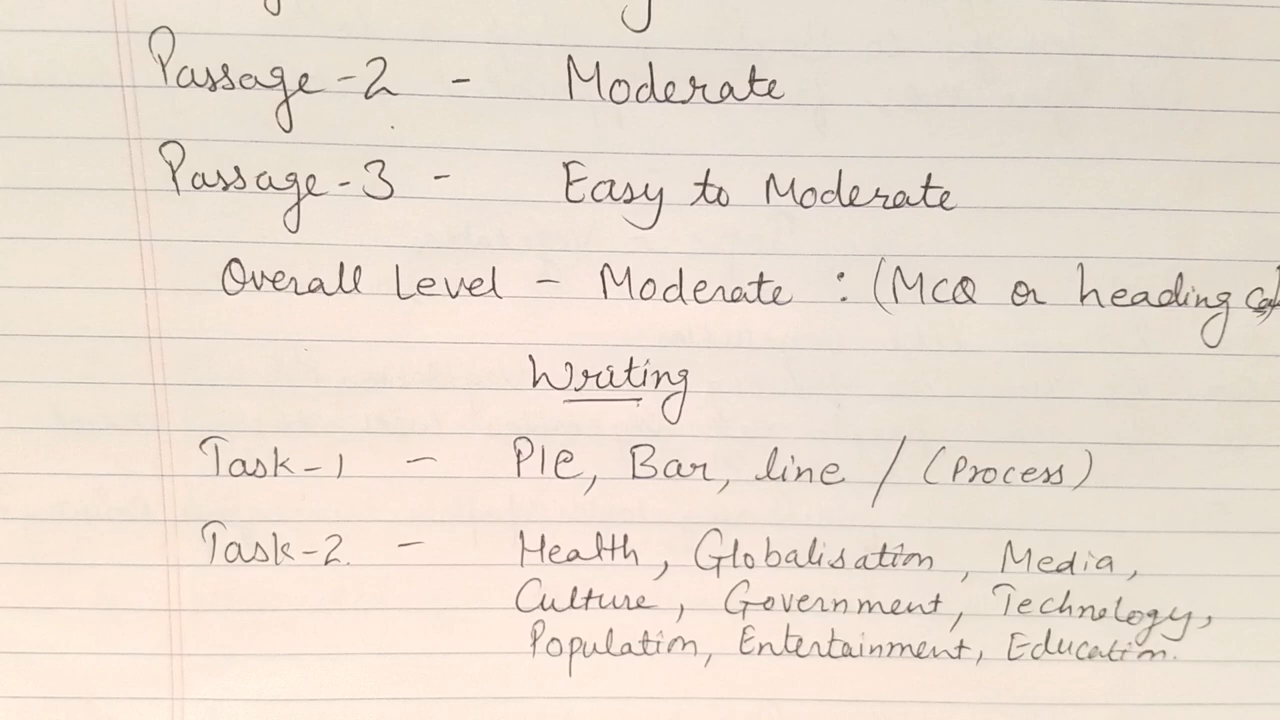 Passage-2 - Moderate
Passage-3 - Easy to Moderate
Overall Level - Moderate : (MCQ or heading
Writing
Task-1 - Pie, Bar, line / (Process)
Task-2. - Health, Globalisation, Media,
Culture, Government, Technology,
Population, Entertainment, Education.